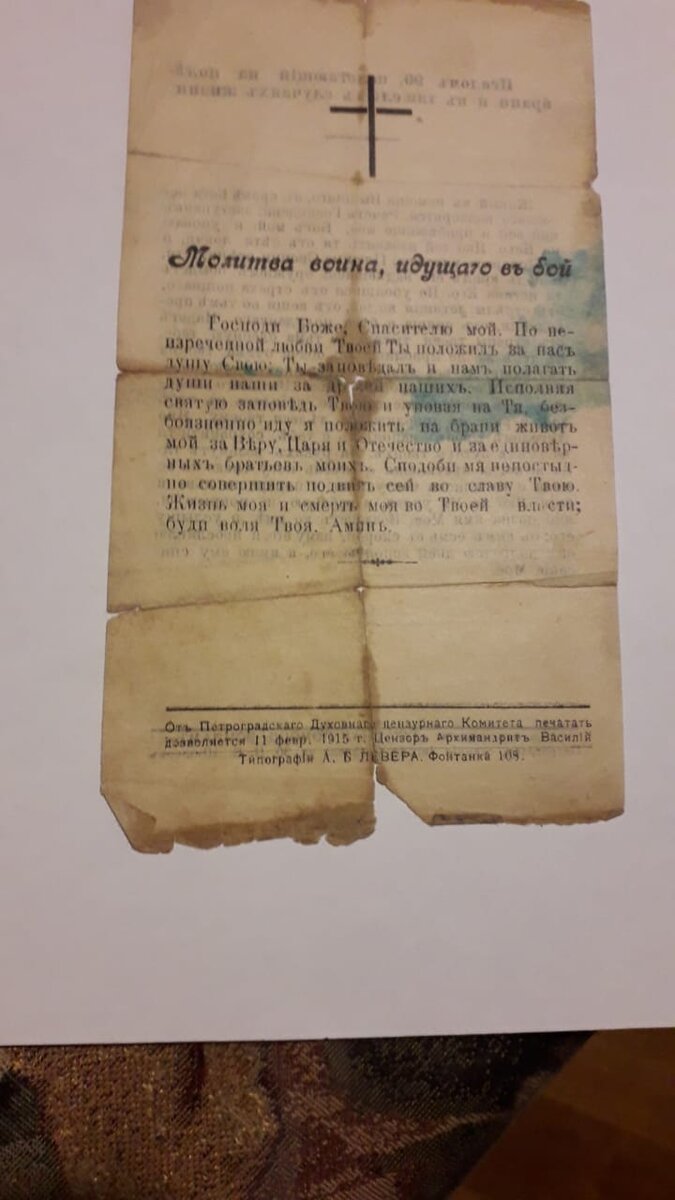 Молитва воина, идущаго въ бой
Господи Боже, Спасителю мой. По не-
изреченной любви Твоей Ты положилъ за насъ
душу Свою; Ты заповѣдалъ и намъ полагать
души наши за друзей нашихъ. Исполняя
святую заповѣдь Твою и уповая на Тя, без-
боязненно иду я положить на брани животъ
мой за Вѣру, Царя и Отечество и за единовѣр-
ныхъ братьевъ моихъ. Сподоби мя непостыд-
но совершить подвигъ сей во славу Твою.
Жизнь моя и смерть моя во Твоей власти;
буди воля Твоя. Аминь.
Отъ Петроградскаго Духовнаго цензурнаго Комитета печатать
дозволяется 11 февр. 1915 г. Цензоръ Архимандритъ Василій
Типографія А. Б ЛЕВЕРА. Фонтанка 108.